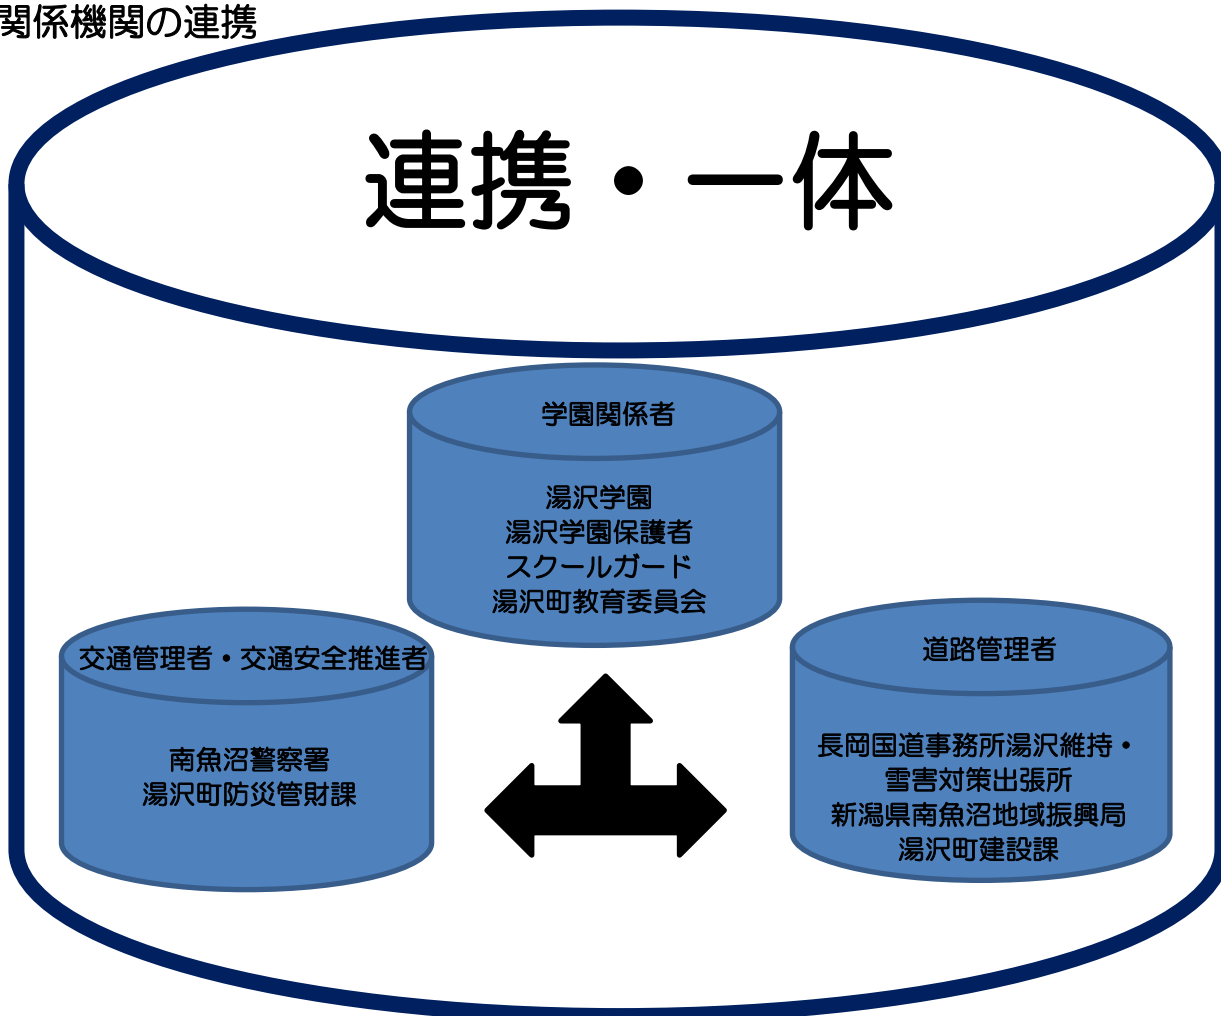 関係機関の連携
連携・一体
学園関係者
湯沢学園
湯沢学園保護者
スクールガード
湯沢町教育委員会
交通管理者・交通安全推進者
南魚沼警察署
湯沢町防災管財課
道路管理者
長岡国道事務所湯沢維持・
雪害対策出張所
新潟県南魚沼地域振興局
湯沢町建設課